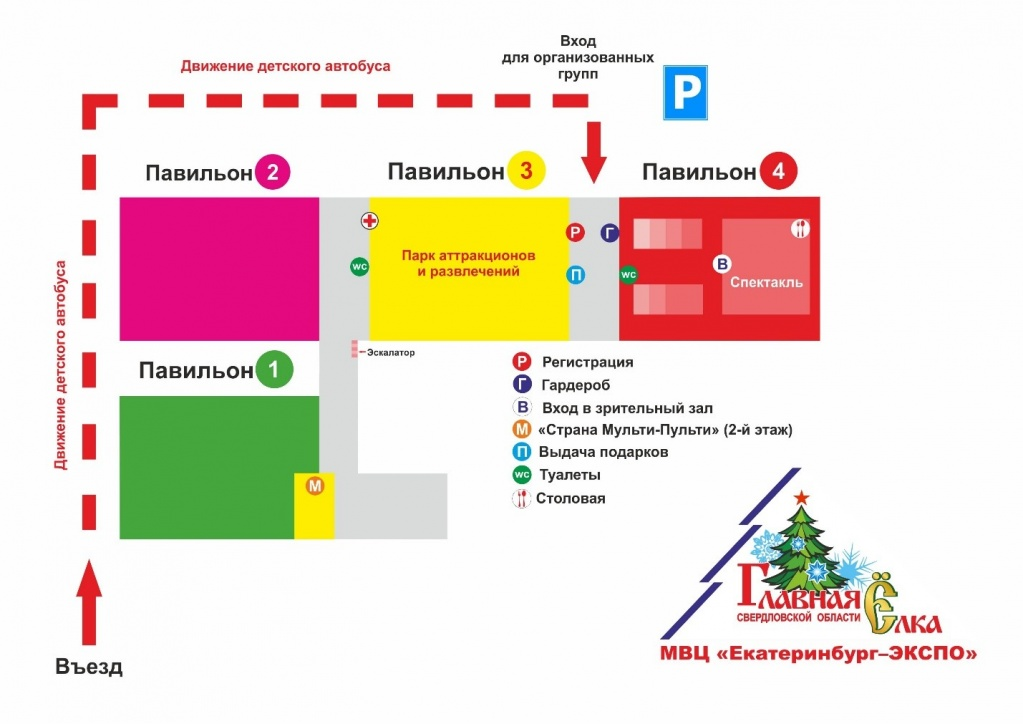 Движение детского автобуса
Вход
для организованных
групп
P
Павильон 2
Павильон 3
Павильон 4
Движение детского автобуса
Парк аттракционов
и развлечений
Р
Г
wc
П
wc
В
Спектакль
Эскалатор
Павильон 1
Р Регистрация
Г Гардероб
В Вход в зрительный зал
М «Страна Мульти-Пульти» (2-й этаж)
П Выдача подарков
wc Туалеты
Столовая
М
Въезд
Главная
Ёлка
СВЕРДЛОВСКОЙ ОБЛАСТИ
МВЦ «Екатеринбург–ЭКСПО»